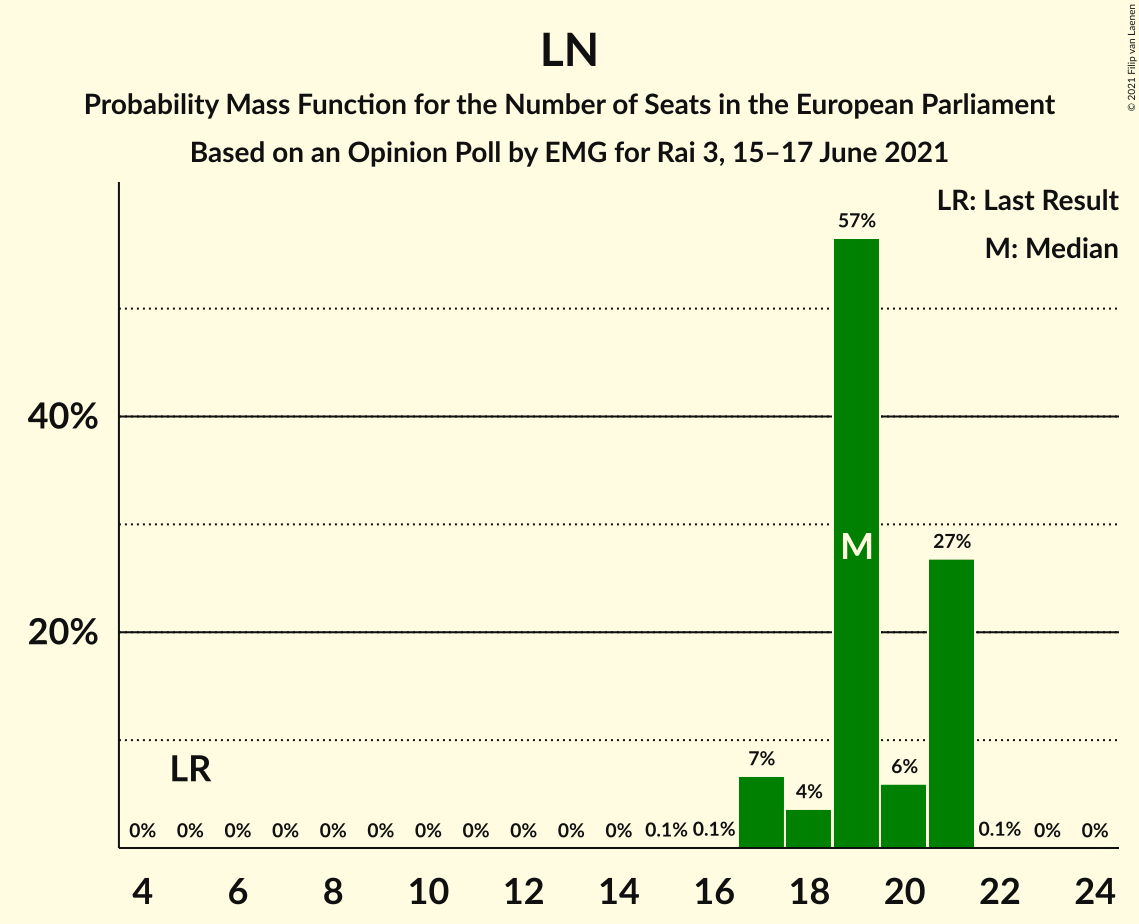 LN
Probability Mass Function for the Number of Seats in the European Parliament
Based on an Opinion Poll by EMG for Rai 3, 15–17 June 2021
© 2021 Filip van Laenen
LR: Last Result
M: Median
57%
40%
M
27%
20%
LR
7%
6%
4%
0% 0% 0% 0% 0% 0% 0% 0% 0% 0% 0% 0.1% 0.1% 0.1% 0% 0%
4 6 8 10 12 14 16 18 20 22 24